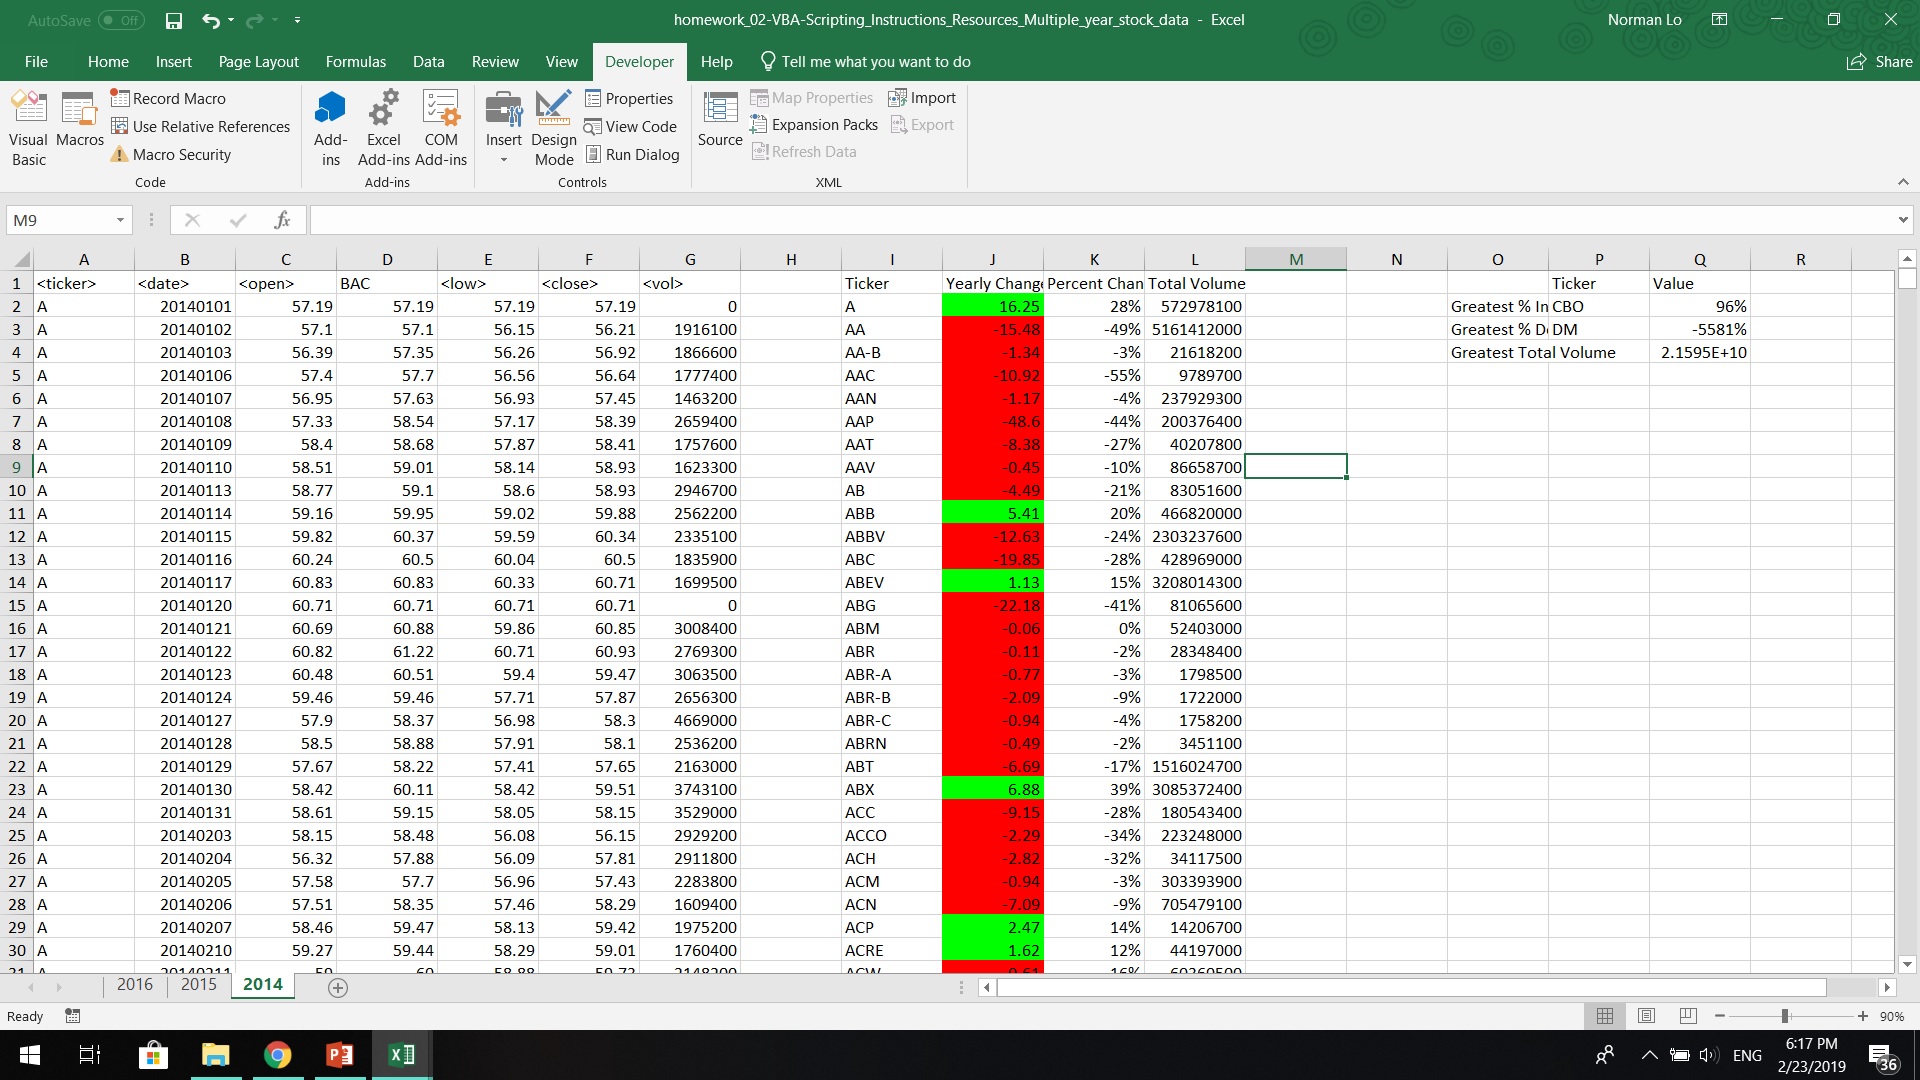 AutoSave Off homework_02-VBA-Scripting_Instructions_Resources_Multiple_year_stock_data - Excel Norman Lo
File Home Insert Page Layout Formulas Data Review View Developer Help Tell me what you want to do Share
Visual Basic Macros Record Macro Use Relative References Macro Security
Add-ins Excel Add-ins COM Add-ins
Insert Design Mode Properties View Code Run Dialog
Source Map Properties Expansion Packs Refresh Data Import Export
Code Add-ins Controls XML
M9 fx
A B C D E F G H I J K L M N O P Q R
1 <ticker> <date> <open> BAC <low> <close> <vol> Ticker Yearly Change Percent Chan Total Volume Ticker Value
2 A 20140101 57.19 57.19 57.19 57.19 0 A 16.25 28% 572978100 Greatest % In CBO 96%
3 A 20140102 57.1 57.1 56.15 56.21 1916100 AA -15.48 -49% 5161412000 Greatest % D DM -5581%
4 A 20140103 56.39 57.35 56.26 56.92 1866600 AA-B -1.34 -3% 21618200 Greatest Total Volume 2.1595E+10
5 A 20140106 57.4 57.7 56.56 56.64 1777400 AAC -10.92 -55% 9789700
6 A 20140107 56.95 57.63 56.93 57.45 1463200 AAN -1.17 -4% 237929300
7 A 20140108 57.33 58.54 57.17 58.39 2659400 AAP -48.6 -44% 200376400
8 A 20140109 58.4 58.68 57.87 58.41 1757600 AAT -8.38 -27% 40207800
9 A 20140110 58.51 59.01 58.14 58.93 1623300 AAV -0.45 -10% 86658700
10 A 20140113 58.77 59.1 58.6 58.93 2946700 AB -4.49 -21% 83051600
11 A 20140114 59.16 59.95 59.02 59.88 2562200 ABB 5.41 20% 466820000
12 A 20140115 59.82 60.37 59.59 60.34 2335100 ABBV -12.63 -24% 2303237600
13 A 20140116 60.24 60.5 60.04 60.5 1835900 ABC -19.85 -28% 428969000
14 A 20140117 60.83 60.83 60.33 60.71 1699500 ABEV 1.13 15% 3208014300
15 A 20140120 60.71 60.71 60.71 60.71 0 ABG -22.18 -41% 81065600
16 A 20140121 60.69 60.88 59.86 60.85 3008400 ABM -0.06 0% 52403000
17 A 20140122 60.82 61.22 60.71 60.93 2769300 ABR -0.11 -2% 28348400
18 A 20140123 60.48 60.51 59.4 59.47 3063500 ABR-A -0.77 -3% 1798500
19 A 20140124 59.46 59.46 57.71 57.87 2656300 ABR-B -2.09 -9% 1722000
20 A 20140127 57.9 58.37 56.98 58.3 4669000 ABR-C -0.94 -4% 1758200
21 A 20140128 58.5 58.88 57.91 58.1 2536200 ABRN -0.49 -2% 3451100
22 A 20140129 57.67 58.22 57.41 57.65 2163000 ABT -6.69 -17% 1516024700
23 A 20140130 58.42 60.11 58.42 59.51 3743100 ABX 6.88 39% 3085372400
24 A 20140131 58.61 59.15 58.05 58.15 3529000 ACC -9.15 -28% 180543400
25 A 20140203 58.15 58.48 56.08 56.15 2929200 ACCO -2.29 -34% 223248000
26 A 20140204 56.32 57.88 56.09 57.81 2911800 ACH -2.82 -32% 34117500
27 A 20140205 57.58 57.7 56.96 57.43 2283800 ACM -0.94 -3% 303393900
28 A 20140206 57.51 58.35 57.46 58.29 1609400 ACN -7.09 -9% 705479100
29 A 20140207 58.46 59.47 58.13 59.42 1975200 ACP 2.47 14% 14206700
30 A 20140210 59.27 59.44 58.29 59.01 1760400 ACRE 1.62 12% 44197000
2016 2015 2014
Ready 90%
ENG 6:17 PM
2/23/2019 36